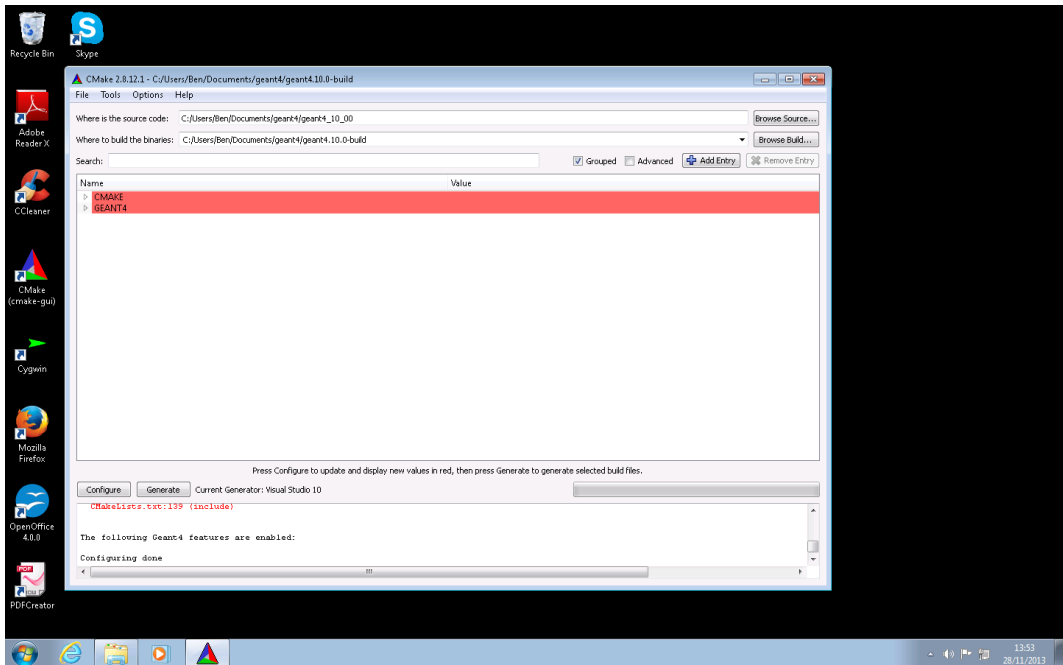 Recycle Bin
Skype
Adobe
Reader X
CCleaner
CMake
(cmake-gui)
Cygwin
Mozilla
Firefox
OpenOffice
4.0.0
PDF
PDFCreator
CMake 2.8.12.1 - C:/Users/Ben/Documents/geant4/geant4.10.0-build
File Tools Options Help
Where is the source code: C:/Users/Ben/Documents/geant4/geant4_10_00 Browse Source...
Where to build the binaries: C:/Users/Ben/Documents/geant4/geant4.10.0-build Browse Build...
Search: Grouped Advanced Add Entry Remove Entry
Name Value
CMAKE
GEANT4
Press Configure to update and display new values in red, then press Generate to generate selected build files.
Configure Generate Current Generator: Visual Studio 10
CMakeLists.txt:139 (include)
The following Geant4 features are enabled:
Configuring done
13:53
28/11/2013